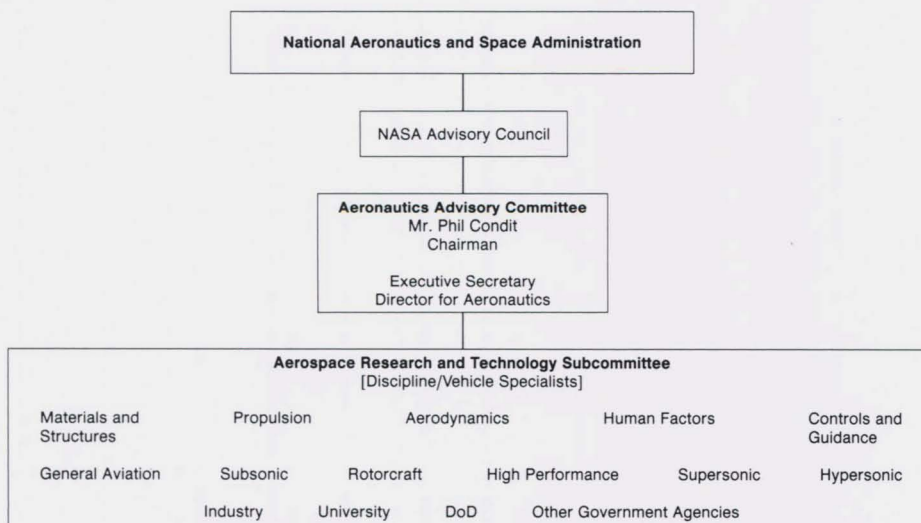 National Aeronautics and Space Administration
NASA Advisory Council
Aeronautics Advisory Committee
Mr. Phil Condit
Chairman
Executive Secretary
Director for Aeronautics
Aerospace Research and Technology Subcommittee
[Discipline/Vehicle Specialists]
Materials and Structures
Propulsion
Aerodynamics
Human Factors
Controls and Guidance
General Aviation Subsonic Rotorcraft High Performance Supersonic Hypersonic
Industry University DoD Other Government Agencies